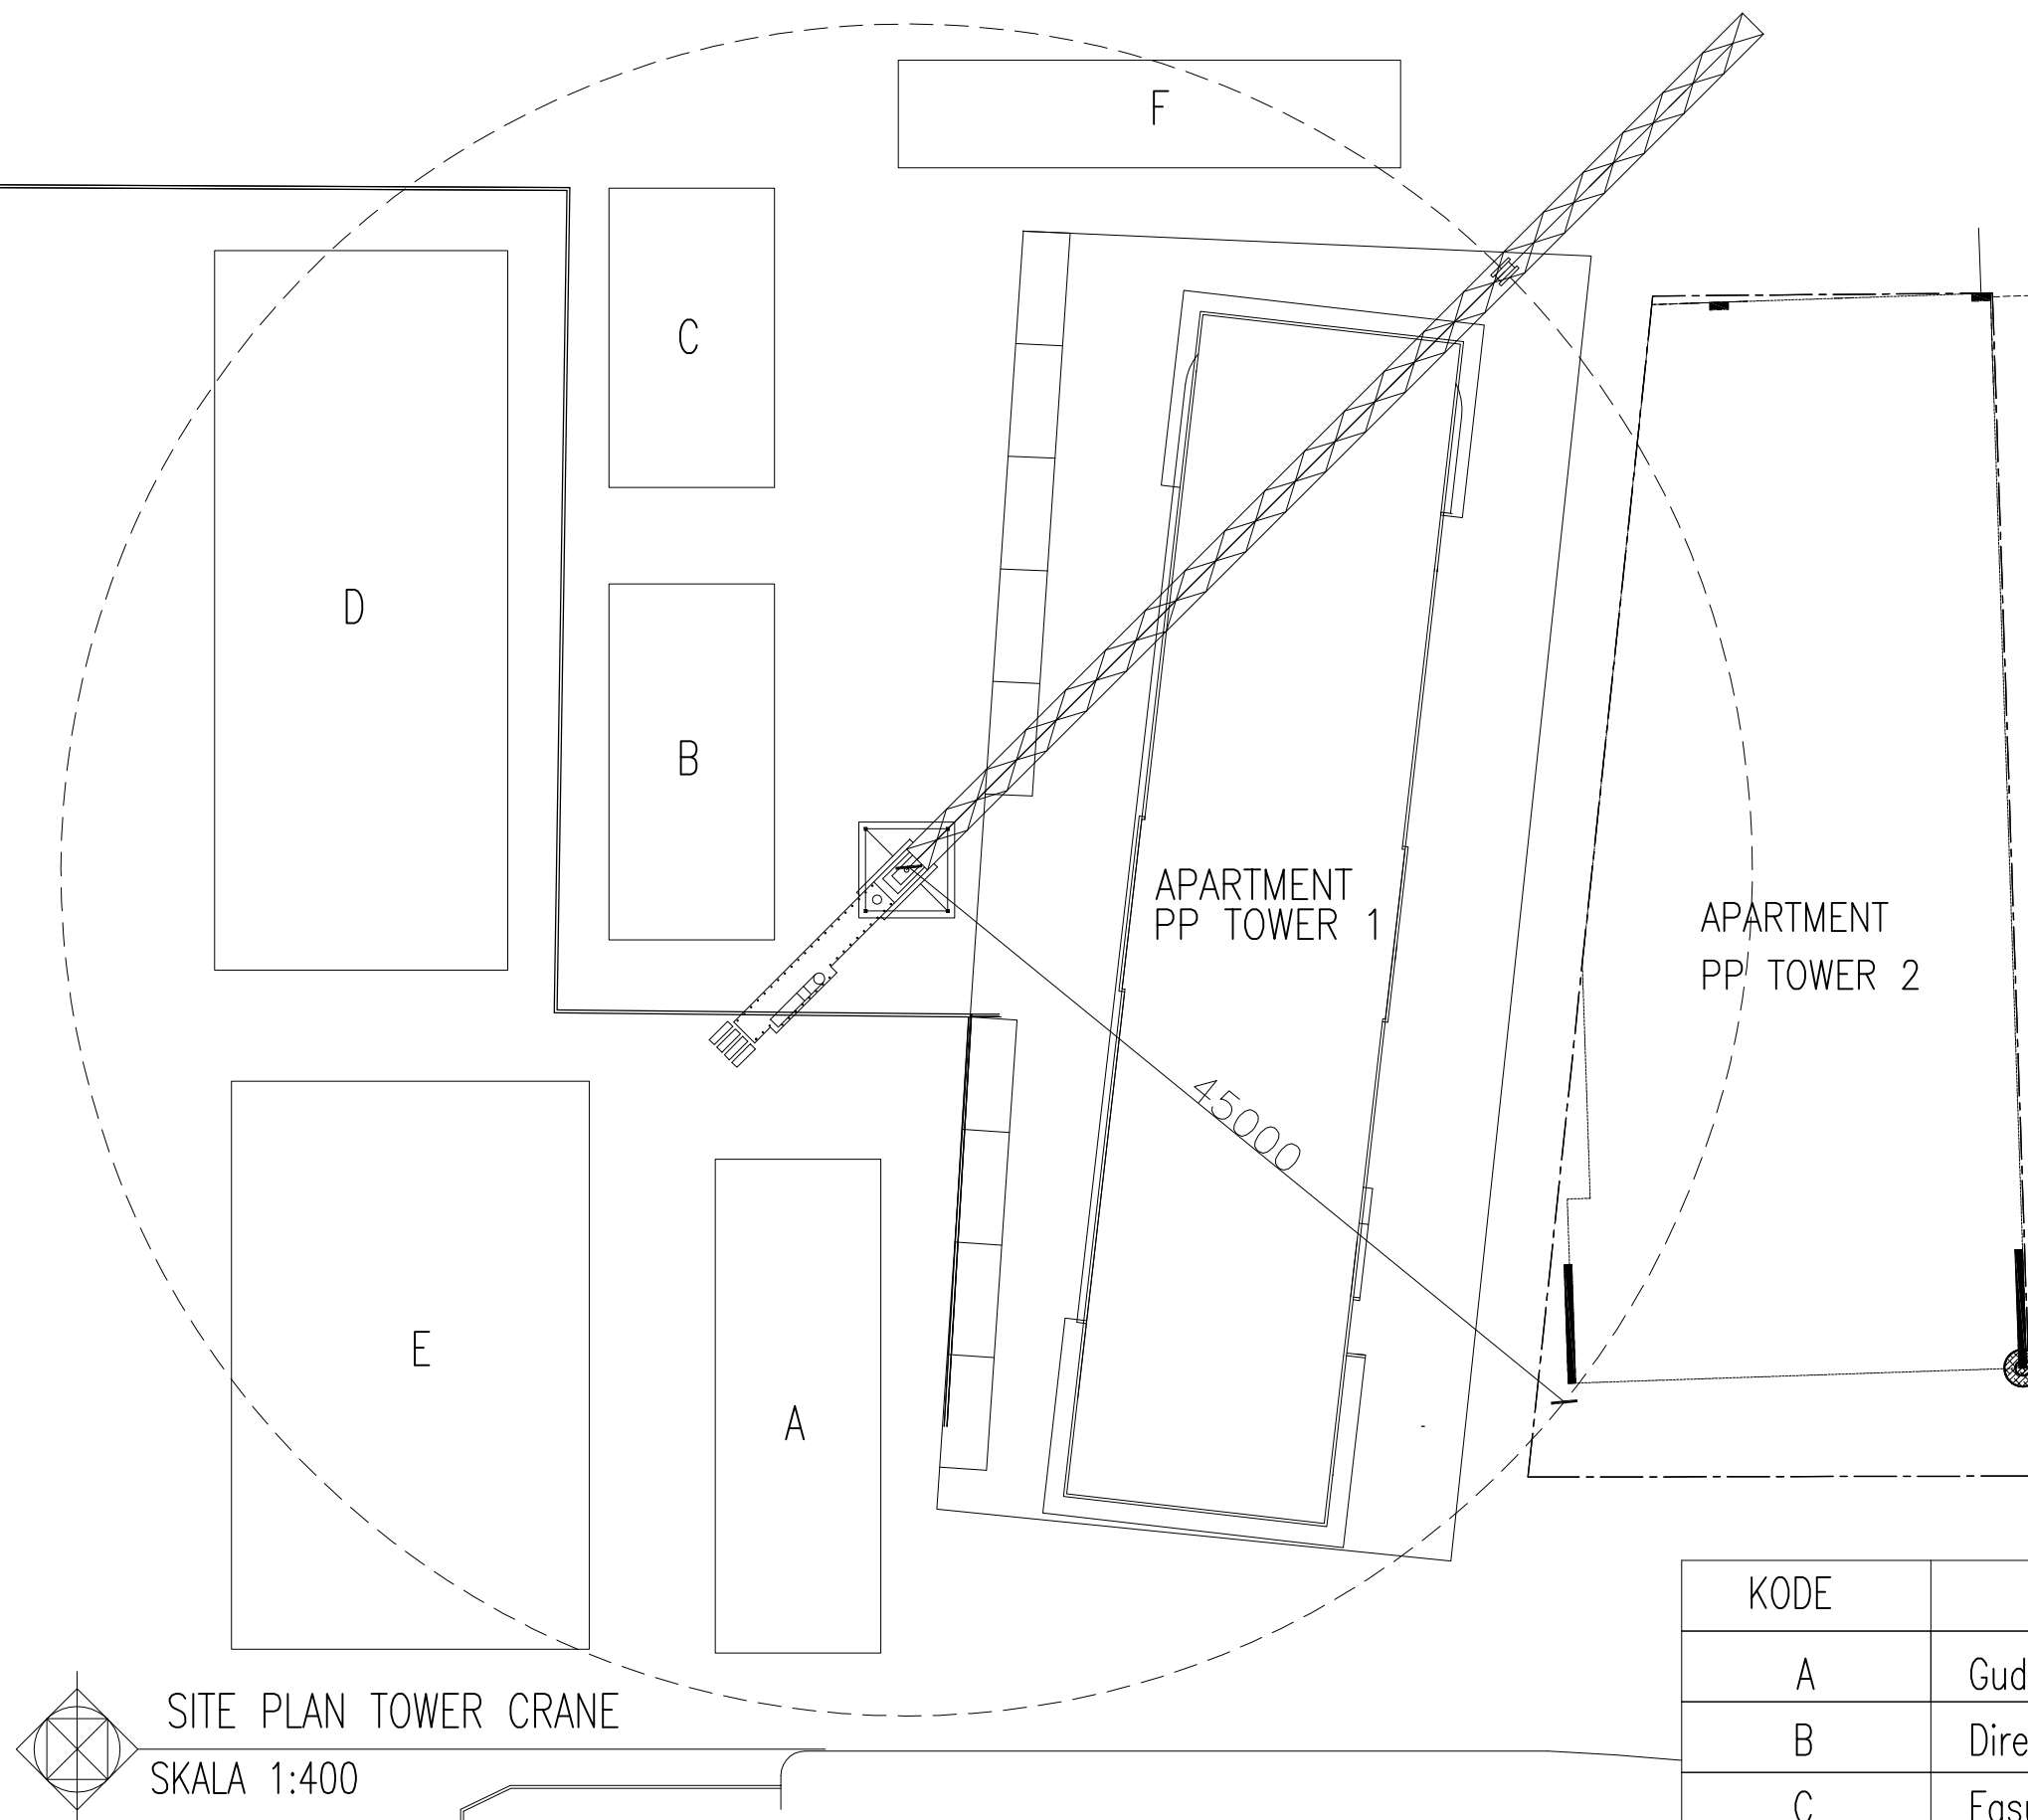 F
C
D
B
APARTMENT
PP TOWER 1
APARTMENT
PP TOWER 2
45000
E
A
KODE
A
B
C
SITE PLAN TOWER CRANE
SKALA 1:400